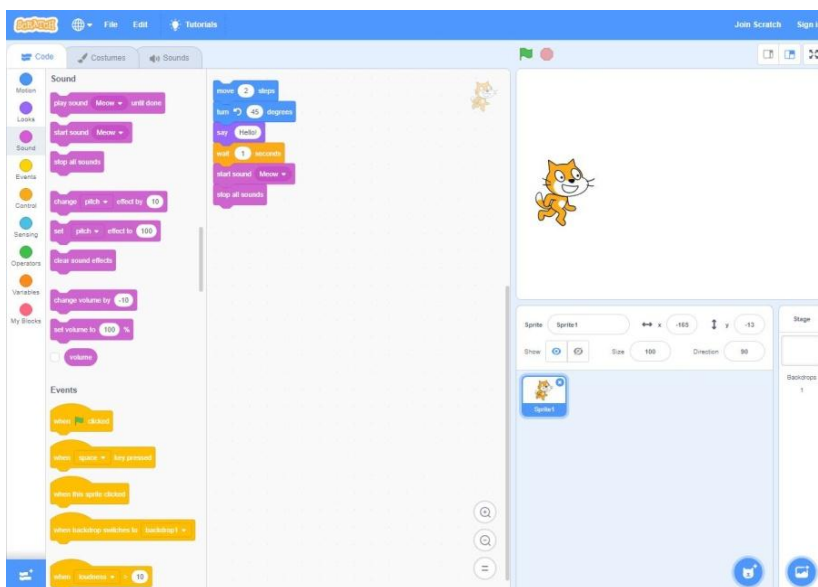 SCRATCH File Edit Tutorials Join Scratch Sign i
Code Costumes Sounds
Motion
Looks
Sound
Events
Control
Sensing
Operators
Variables
My Blocks
Sound
play sound Meow until done
start sound Meow
stop all sounds
change pitch effect by 10
set pitch effect to 100
clear sound effects
change volume by -10
set volume to 100 %
volume
Events
when clicked
when space key pressed
when this sprite clicked
when backdrop switches to backdrop1
when loudness > 10
move 2 steps
turn 45 degrees
say Hello!
wait 1 seconds
start sound Meow
stop all sounds
Sprite Sprite1 x -165 y -13
Show Size 100 Direction 90
Sprite1
Stage
Backdrops
1